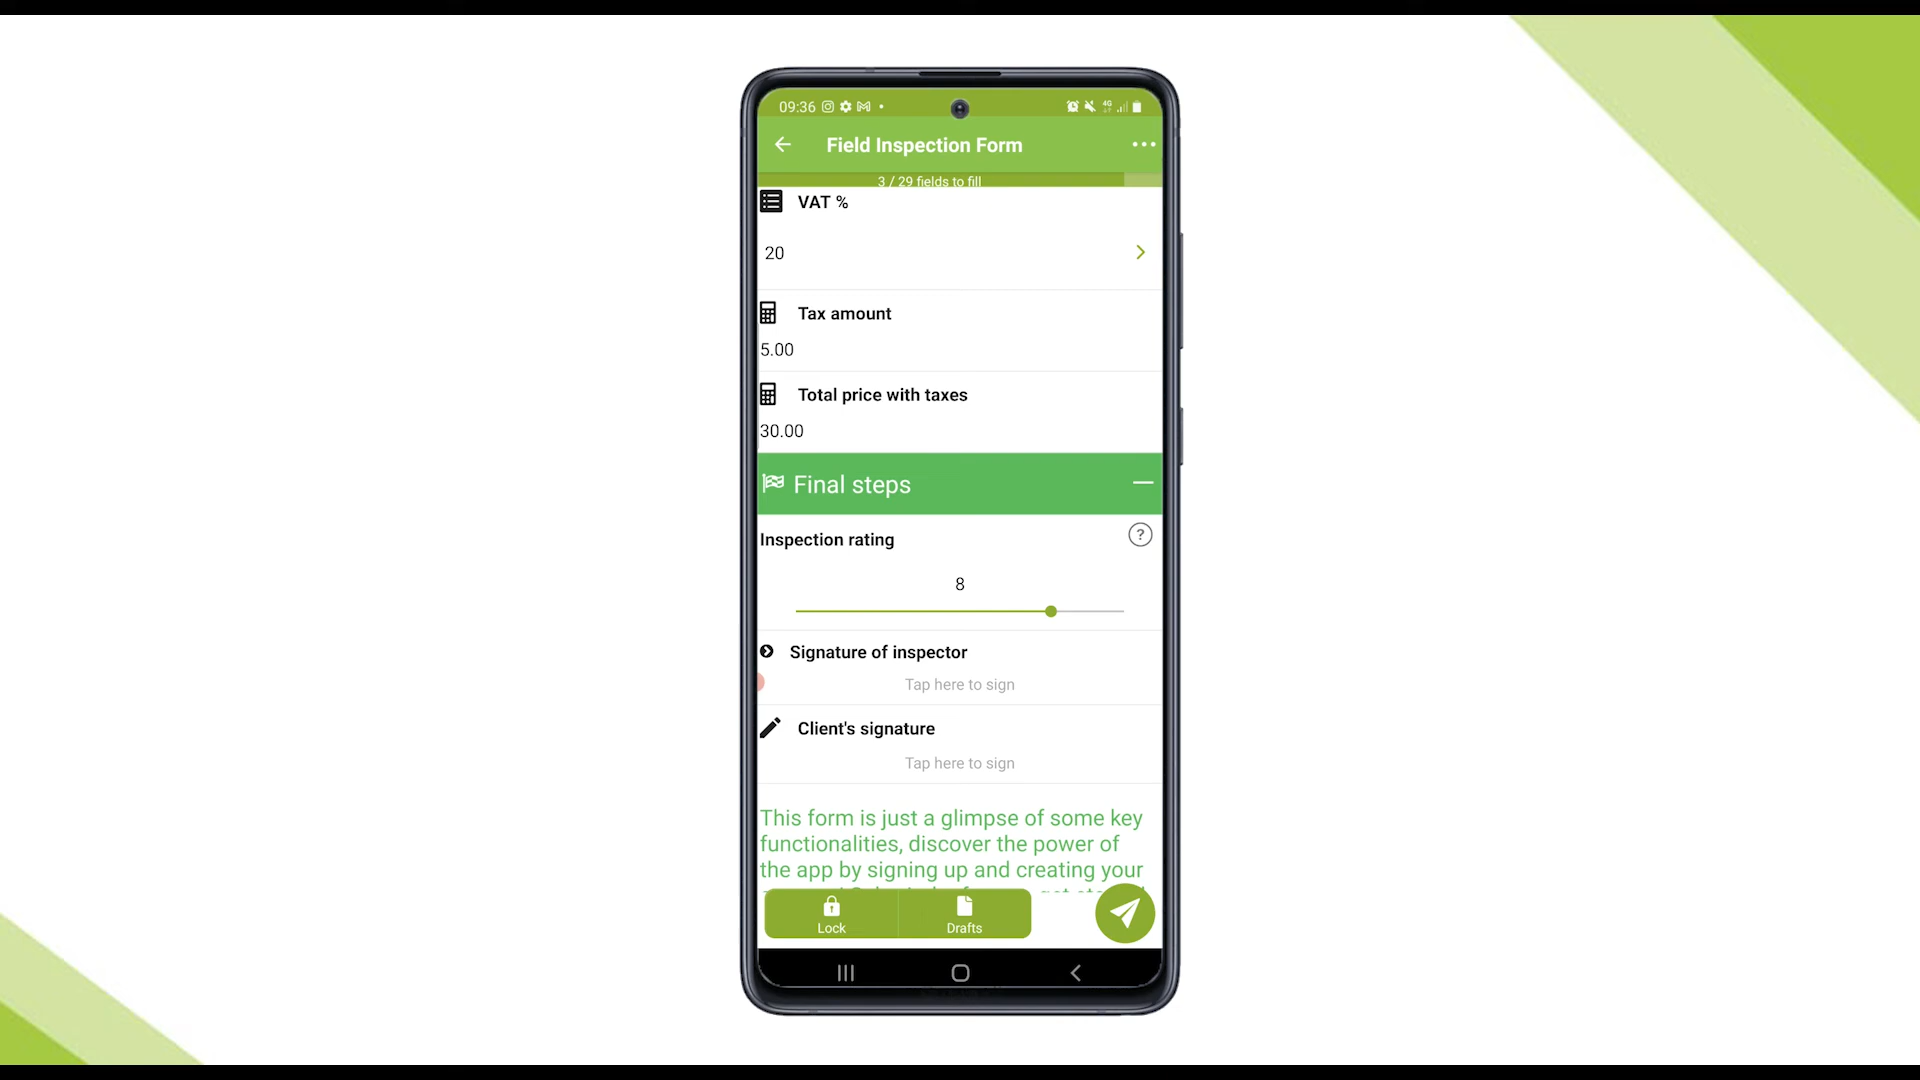 09:36
4G
Field Inspection Form
3 / 29 fields to fill
VAT %
20
Tax amount
5.00
Total price with taxes
30.00
Final steps
Inspection rating
?
8
Signature of inspector
Tap here to sign
Client's signature
Tap here to sign
This form is just a glimpse of some key
functionalities, discover the power of
the app by signing up and creating your
Lock
Drafts